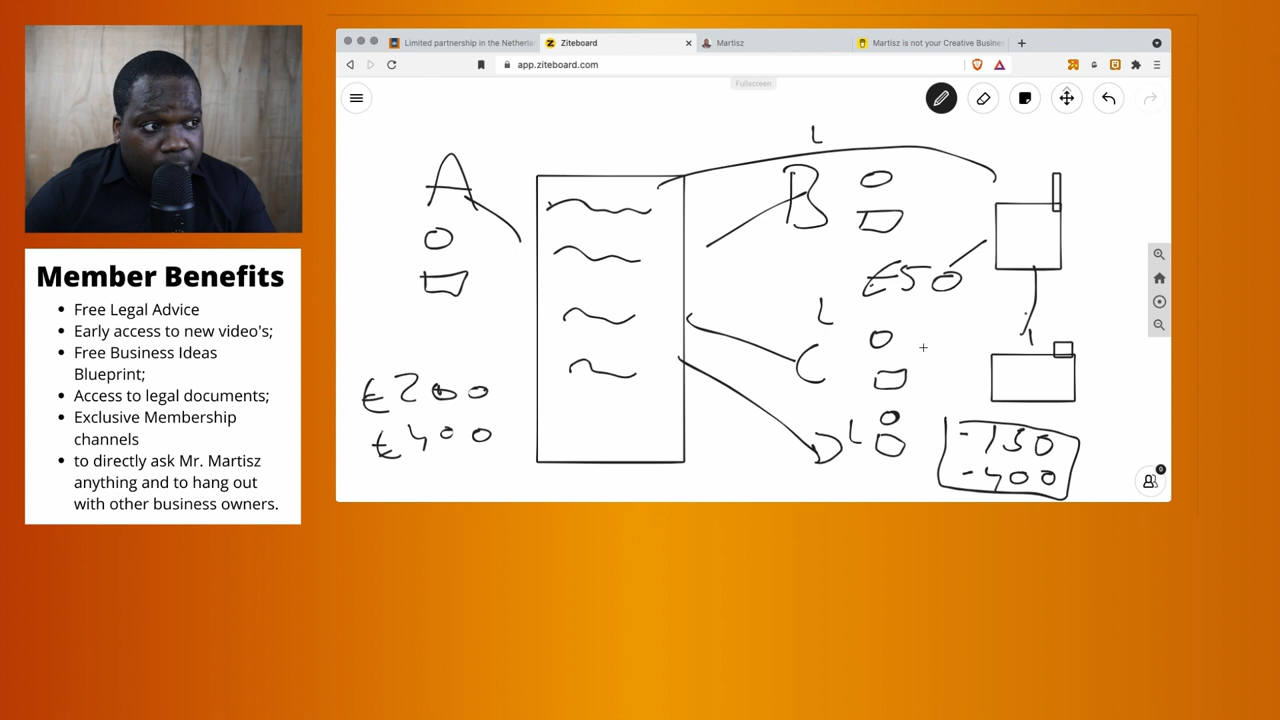 Member Benefits
Free Legal Advice
Early access to new video's;
Free Business Ideas
Blueprint;
Access to legal documents;
Exclusive Membership
channels
to directly ask Mr. Martisz
anything and to hang out
with other business owners.
Limited partnership in the Netherla
Ziteboard
Martisz
Martisz is not your Creative Busines
app.ziteboard.com
Fullscreen
L
A
B
€50
L
C
€200
€400
D L
-150
-400
0